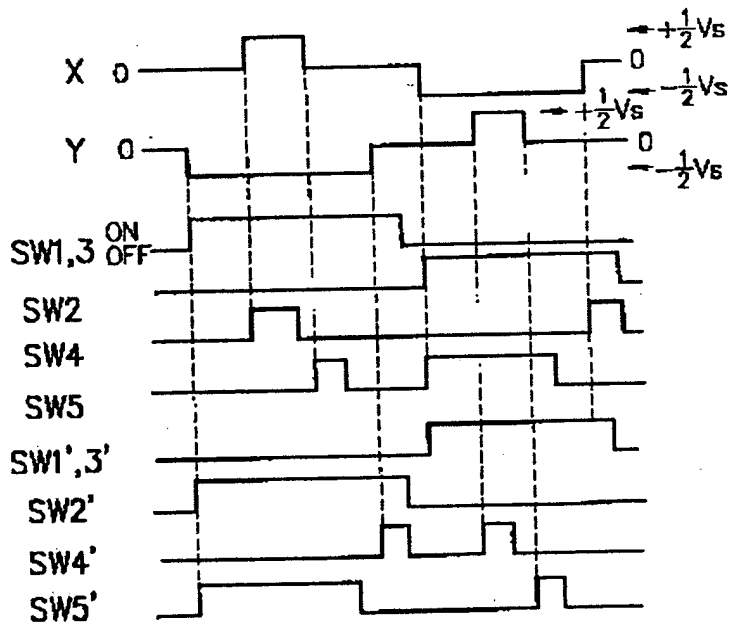 +1/2Vs
X 0 0
-1/2Vs
+1/2Vs
Y 0 0
-1/2Vs
SW1,3 ON
OFF
SW2
SW4
SW5
SW1',3'
SW2'
SW4'
SW5'